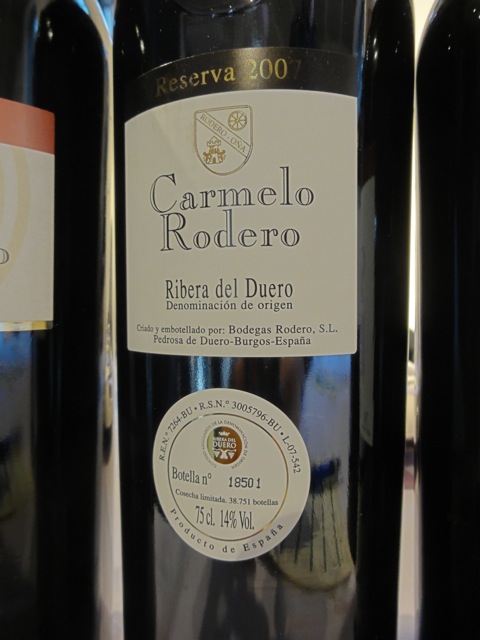 Reserva 2007
RODERO-OÑA
Carmelo
Rodero
Ribera del Duero
Denominación de origen
Criado y embotellado por: Bodegas Rodero, S.L.
Pedrosa de Duero-Burgos-España
R.E.N.º 7264-BU • R.S.N.º 3005796-BU • L-07-542
RIBERA DEL
DUERO
Botella nº 18501
Cosecha limitada, 38.751 botellas
75 cl. 14% Vol.
Producto de España